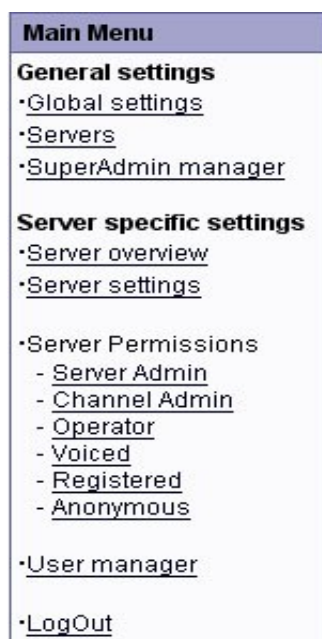 Main Menu
General settings
·Global settings
·Servers
·SuperAdmin manager
Server specific settings
·Server overview
·Server settings
·Server Permissions
- Server Admin
- Channel Admin
- Operator
- Voiced
- Registered
- Anonymous
·User manager
·LogOut